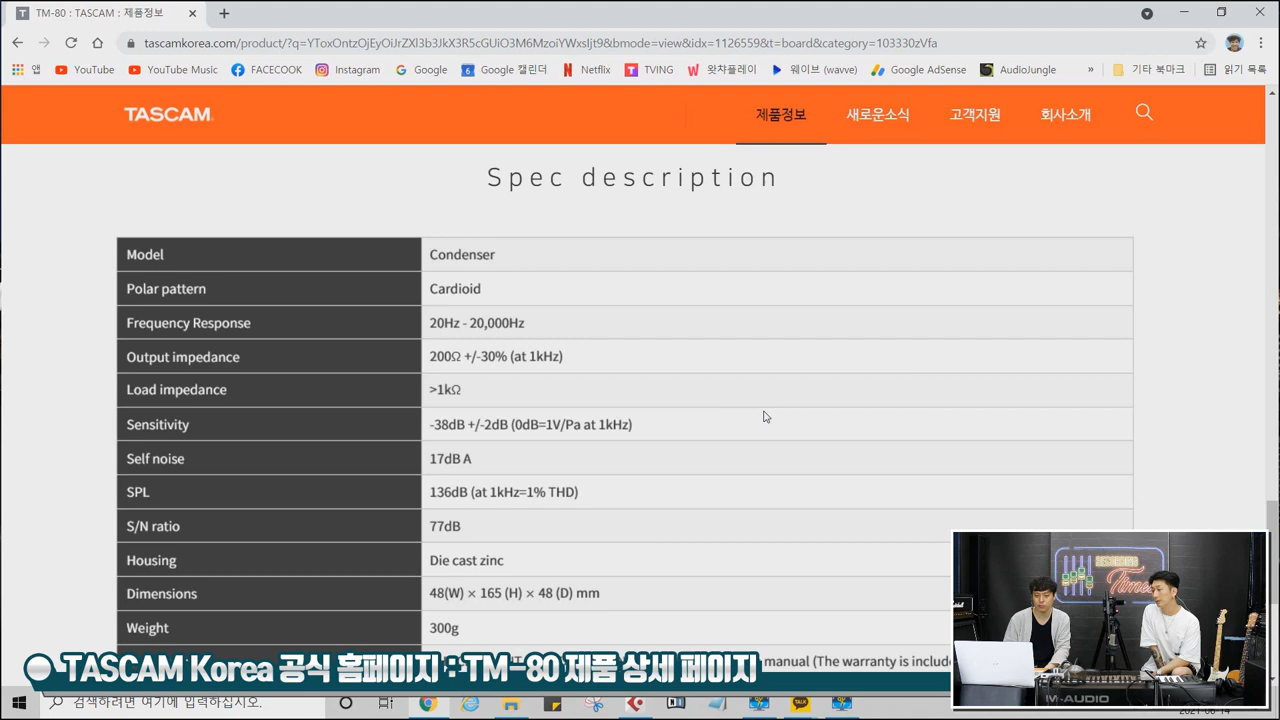 TM-80 : TASCAM : 제품정보
tascamkorea.com/product/?q=YToxOntzOjEyOiJrZXl3b3JkX3R5cGUiO3M6MzoiYWxsIjt9&bmode=view&idx=1126559&t=board&category=103330zVfa
앱 YouTube YouTube Music FACECOOK Instagram Google Google 캘린더 Netflix TVING 왓챠플레이 웨이브 (wavve) Google AdSense AudioJungle » 기타 북마크 읽기 목록
TASCAM 제품정보 새로운소식 고객지원 회사소개
Spec description
Model Condenser
Polar pattern Cardioid
Frequency Response 20Hz - 20,000Hz
Output impedance 200Ω +/-30% (at 1kHz)
Load impedance >1kΩ
Sensitivity -38dB +/-2dB (0dB=1V/Pa at 1kHz)
Self noise 17dB A
SPL 136dB (at 1kHz=1% THD)
S/N ratio 77dB
Housing Die cast zinc
Dimensions 48(W) × 165 (H) × 48 (D) mm
Weight 300g
manual (The warranty is
TASCAM Korea 공식 홈페이지 : TM-80 제품 상세 페이지
검색하려면 여기에 입력하십시오.
Times
M-AUDIO